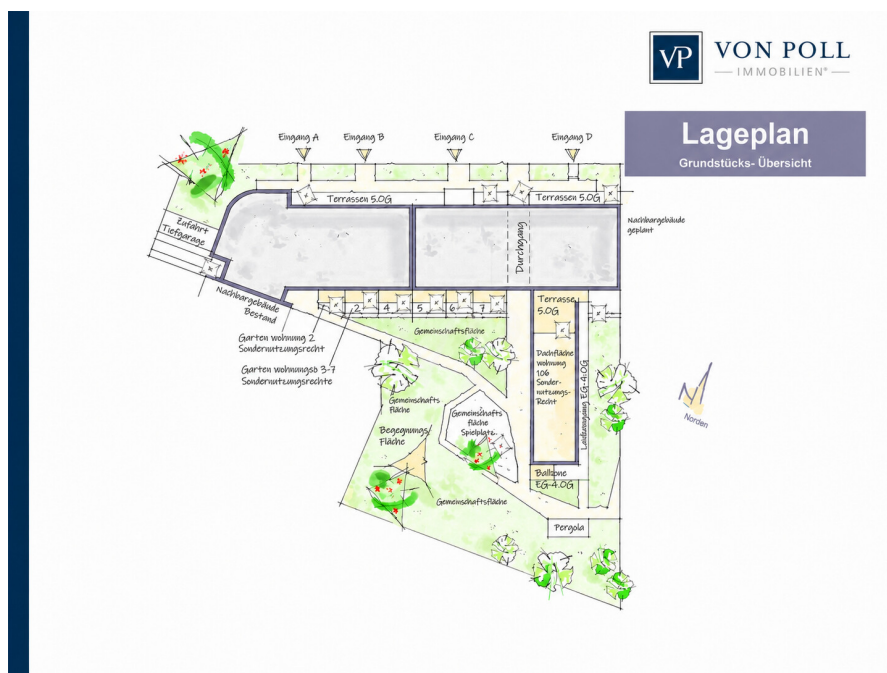 VP VON POLL
IMMOBILIEN®
Lageplan
Grundstücks- Übersicht
Eingang A
Eingang B
Eingang C
Eingang D
Terrassen 5.OG
Terrassen 5.OG
Zufahrt
Tiefgarage
Durchgang
Nachbargebäude
geplant
Nachbargebäude
Bestand
2
4
5
6
7
Terrasse
5.OG
Garten wohnung 2
Sondernutzungsrecht
Garten wohnungsb 3-7
Sondernutzungsrechte
Gemeinschaftsfläche
Dachfläche
wohnung
106
Sonder-
nutzungs-
Recht
EG-4.OG
Gemeinschafts
fläche
Gemeinschafts
fläche
Spielplatz
Begegnungs
Fläche
Balkone
EG-4.OG
Gemeinschaftsfläche
Pergola
Norden